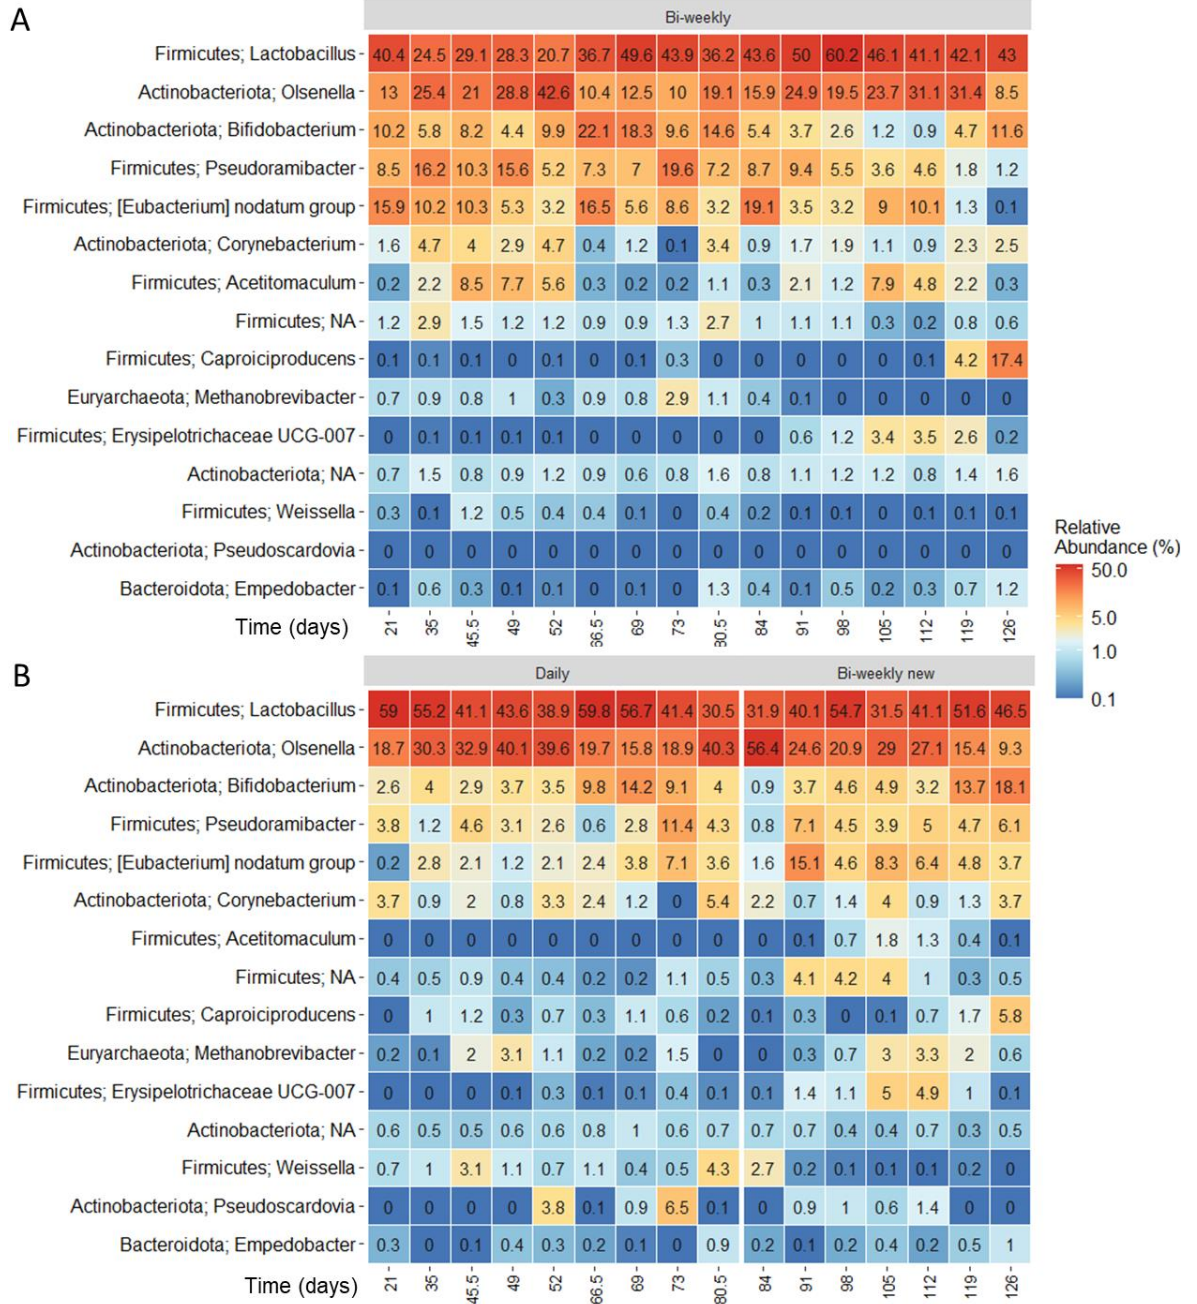 A
Bi-weekly
Firmicutes; Lactobacillus 40.4 24.5 29.1 28.3 20.7 36.7 49.6 43.9 36.2 43.6 50 60.2 46.1 41.1 42.1 43
Actinobacteriota; Olsenella 13 25.4 21 28.8 42.6 10.4 12.5 10 19.1 15.9 24.9 19.5 23.7 31.1 31.4 8.5
Actinobacteriota; Bifidobacterium 10.2 5.8 8.2 4.4 9.9 22.1 18.3 9.6 14.6 5.4 3.7 2.6 1.2 0.9 4.7 11.6
Firmicutes; Pseudoramibacter 8.5 16.2 10.3 15.6 5.2 7.3 7 19.6 7.2 8.7 9.4 5.5 3.6 4.6 1.8 1.2
Firmicutes; [Eubacterium] nodatum group 15.9 10.2 10.3 5.3 3.2 16.5 5.6 8.6 3.2 19.1 3.5 3.2 9 10.1 1.3 0.1
Actinobacteriota; Corynebacterium 1.6 4.7 4 2.9 4.7 0.4 1.2 0.1 3.4 0.9 1.7 1.9 1.1 0.9 2.3 2.5
Firmicutes; Acetitomaculum 0.2 2.2 8.5 7.7 5.6 0.3 0.2 0.2 1.1 0.3 2.1 1.2 7.9 4.8 2.2 0.3
Firmicutes; NA 1.2 2.9 1.5 1.2 1.2 0.9 0.9 1.3 2.7 1 1.1 1.1 0.3 0.2 0.8 0.6
Firmicutes; Caproiciproducens 0.1 0.1 0.1 0 0.1 0 0.1 0.3 0 0 0 0 0 0.1 4.2 17.4
Euryarchaeota; Methanobrevibacter 0.7 0.9 0.8 1 0.3 0.9 0.8 2.9 1.1 0.4 0.1 0 0 0 0 0
Firmicutes; Erysipelotrichaceae UCG-007 0 0.1 0.1 0.1 0.1 0 0 0 0 0 0.6 1.2 3.4 3.5 2.6 0.2
Actinobacteriota; NA 0.7 1.5 0.8 0.9 1.2 0.9 0.6 0.8 1.6 0.8 1.1 1.2 1.2 0.8 1.4 1.6
Firmicutes; Weissella 0.3 0.1 1.2 0.5 0.4 0.4 0.1 0 0.4 0.2 0.1 0.1 0 0.1 0.1 0.1
Actinobacteriota; Pseudoscardovia 0 0 0 0 0 0 0 0 0 0 0 0 0 0 0 0
Bacteroidota; Empedobacter 0.1 0.6 0.3 0.1 0.1 0 0.1 0 1.3 0.4 0.1 0.5 0.2 0.3 0.7 1.2
Time (days) 21 35 45.5 49 52 66.5 69 73 80.5 84 91 98 105 112 119 126
Relative
Abundance (%)
50.0
5.0
1.0
0.1
B
Daily Bi-weekly new
Firmicutes; Lactobacillus 59 55.2 41.1 43.6 38.9 59.8 56.7 41.4 30.5 31.9 40.1 54.7 31.5 41.1 51.6 46.5
Actinobacteriota; Olsenella 18.7 30.3 32.9 40.1 39.6 19.7 15.8 18.9 40.3 56.4 24.6 20.9 29 27.1 15.4 9.3
Actinobacteriota; Bifidobacterium 2.6 4 2.9 3.7 3.5 9.8 14.2 9.1 4 0.9 3.7 4.6 4.9 3.2 13.7 18.1
Firmicutes; Pseudoramibacter 3.8 1.2 4.6 3.1 2.6 0.6 2.8 11.4 4.3 0.8 7.1 4.5 3.9 5 4.7 6.1
Firmicutes; [Eubacterium] nodatum group 0.2 2.8 2.1 1.2 2.1 2.4 3.8 7.1 3.6 1.6 15.1 4.6 8.3 6.4 4.8 3.7
Actinobacteriota; Corynebacterium 3.7 0.9 2 0.8 3.3 2.4 1.2 0 5.4 2.2 0.7 1.4 4 0.9 1.3 3.7
Firmicutes; Acetitomaculum 0 0 0 0 0 0 0 0 0 0 0.1 0.7 1.8 1.3 0.4 0.1
Firmicutes; NA 0.4 0.5 0.9 0.4 0.4 0.2 0.2 1.1 0.5 0.3 4.1 4.2 4 1 0.3 0.5
Firmicutes; Caproiciproducens 0 1 1.2 0.3 0.7 0.3 1.1 0.6 0.2 0.1 0.3 0 0.1 0.7 1.7 5.8
Euryarchaeota; Methanobrevibacter 0.2 0.1 2 3.1 1.1 0.2 0.2 1.5 0 0 0.3 0.7 3 3.3 2 0.6
Firmicutes; Erysipelotrichaceae UCG-007 0 0 0 0.1 0.3 0.1 0.1 0.4 0.1 0.1 1.4 1.1 5 4.9 1 0.1
Actinobacteriota; NA 0.6 0.5 0.5 0.6 0.6 0.8 1 0.6 0.7 0.7 0.7 0.4 0.4 0.7 0.3 0.5
Firmicutes; Weissella 0.7 1 3.1 1.1 0.7 1.1 0.4 0.5 4.3 2.7 0.2 0.1 0.1 0.1 0.2 0
Actinobacteriota; Pseudoscardovia 0 0 0 0 3.8 0.1 0.9 6.5 0.1 0 0.9 1 0.6 1.4 0 0
Bacteroidota; Empedobacter 0.3 0 0.1 0.4 0.3 0.2 0.1 0 0.9 0.2 0.1 0.2 0.4 0.2 0.5 1
Time (days) 21 35 45.5 49 52 66.5 69 73 80.5 84 91 98 105 112 119 126